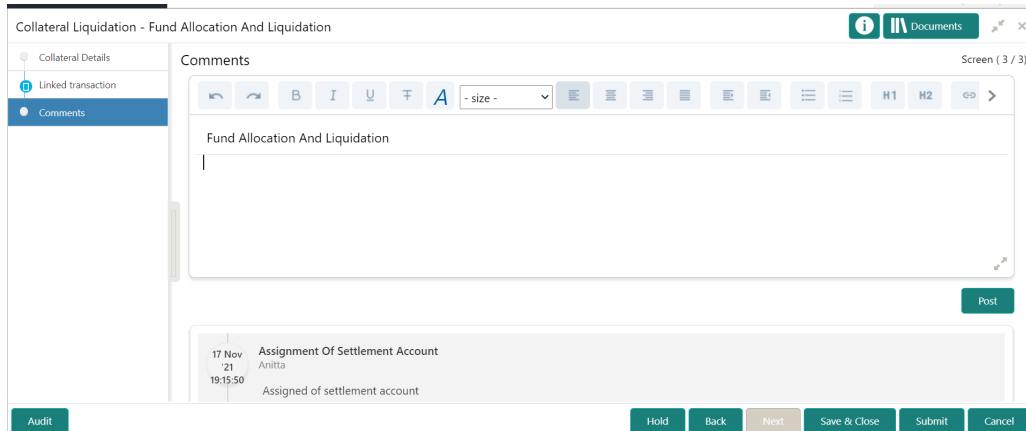 Collateral Liquidation - Fund Allocation And Liquidation
Documents
Collateral Details
Linked transaction
Comments
Comments
Screen ( 3 / 3)
B I U T A - size - H1 H2
Fund Allocation And Liquidation
Post
17 Nov '21 19:15:50
Assignment Of Settlement Account
Anitta
Assigned of settlement account
Audit
Hold Back Next Save & Close Submit Cancel